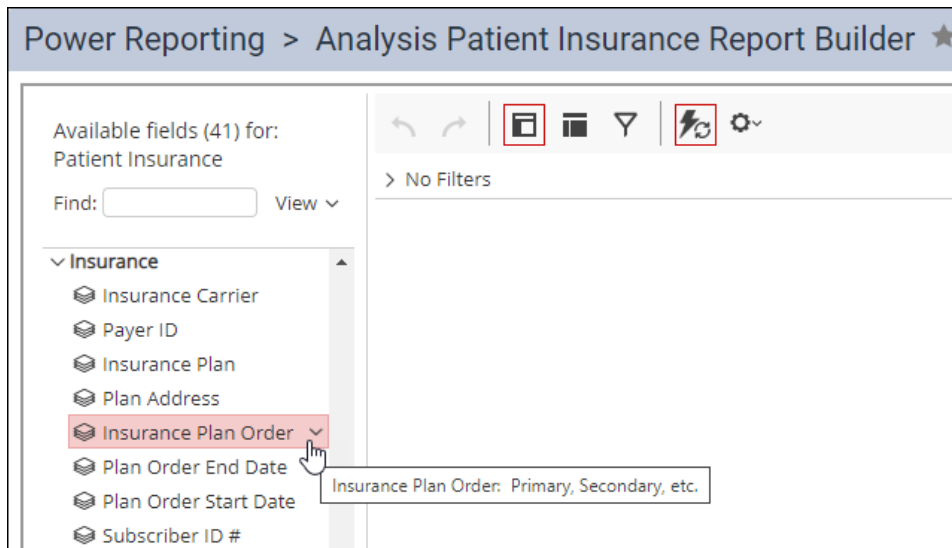 Power Reporting > Analysis Patient Insurance Report Builder
Available fields (41) for:
Patient Insurance
Find:
View
No Filters
Insurance
Insurance Carrier
Payer ID
Insurance Plan
Plan Address
Insurance Plan Order
Plan Order End Date
Insurance Plan Order: Primary, Secondary, etc.
Plan Order Start Date
Subscriber ID #